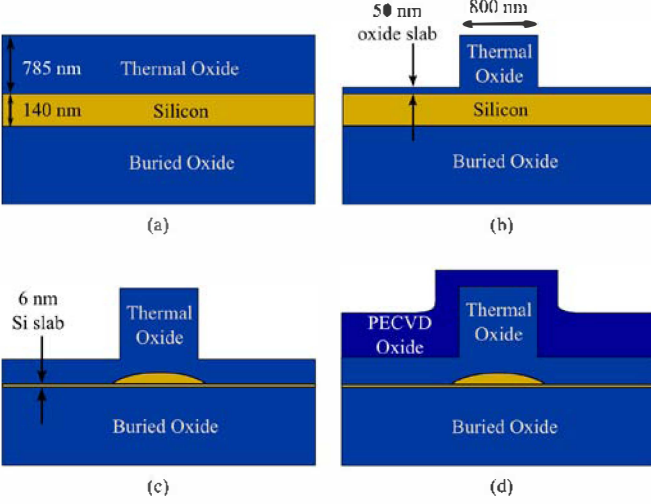 785 nm
Thermal Oxide
140 nm
Silicon
Buried Oxide
(a)
50 nm
oxide slab
800 nm
Thermal
Oxide
Silicon
Buried Oxide
(b)
6 nm
Si slab
Thermal
Oxide
Buried Oxide
(c)
PECVD
Oxide
Thermal
Oxide
Buried Oxide
(d)